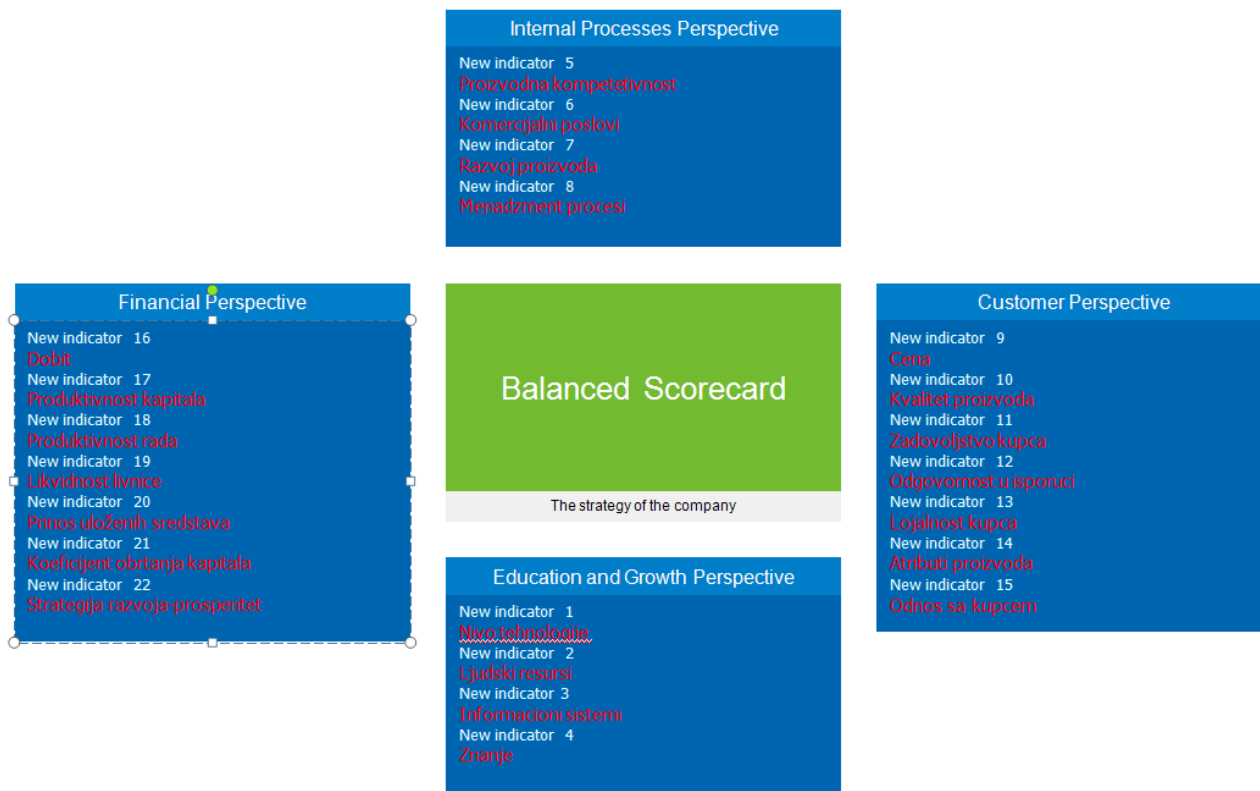 Internal Processes Perspective
New indicator 5
Proizvodna kompetetivnost
New indicator 6
Komercijalni poslovi
New indicator 7
Razvoj proizvoda
New indicator 8
Menadzment procesi
Financial Perspective
New indicator 16
Dobit
New indicator 17
Produktivnost kapitala
New indicator 18
Produktivnost rada
New indicator 19
Likvidnost livnice
New indicator 20
Prinos uloženih sredstava
New indicator 21
Koeficijent obrtanja kapitala
New indicator 22
Strategija razvoja-prosperitet
Balanced Scorecard
The strategy of the company
Customer Perspective
New indicator 9
Cena
New indicator 10
Kvalitet proizvoda
New indicator 11
Zadovoljstvo kupca
New indicator 12
Odgovornost u isporuci
New indicator 13
Lojalnost kupca
New indicator 14
Atributi proizvoda
New indicator 15
Odnos sa kupcem
Education and Growth Perspective
New indicator 1
Nivo tehnologije
New indicator 2
Ljudski resursi
New indicator 3
Informacioni sistemi
New indicator 4
Znanje